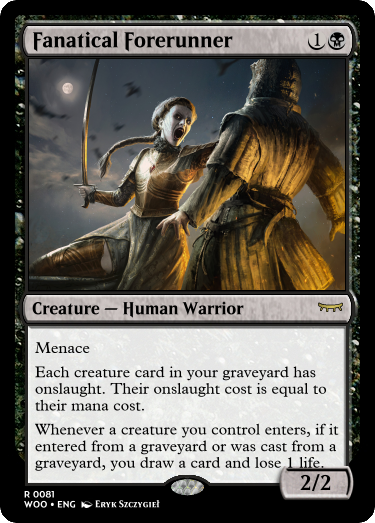 Fanatical Forerunner 1
Creature — Human Warrior
Menace
Each creature card in your graveyard has
onslaught. Their onslaught cost is equal to
their mana cost.
Whenever a creature you control enters, if it
entered from a graveyard or was cast from a
graveyard, you draw a card and lose 1 life.
2/2
R 0081
WOO • ENG Eryk Szczygieł